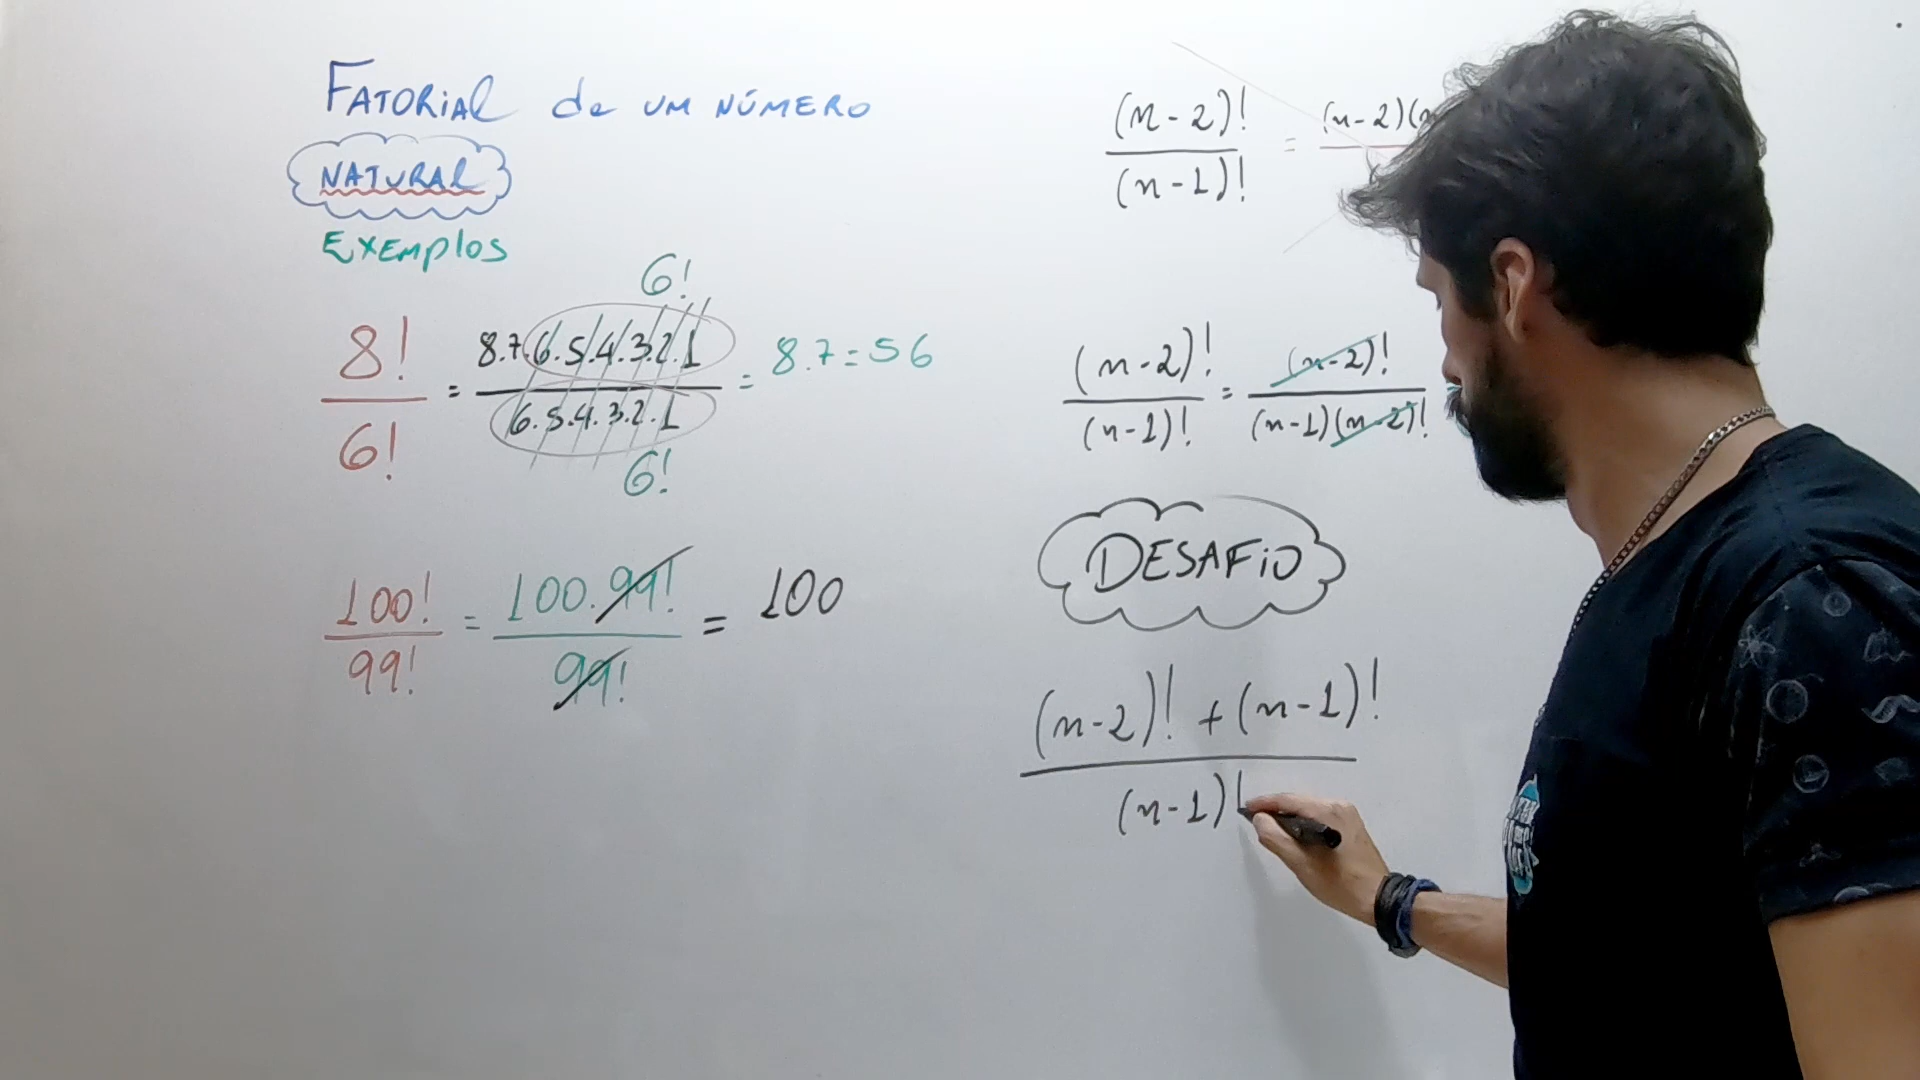 FATORIAL de UM NÚMERO
NATURAL
EXEMPLOS
6!
8!/6! = 8.7.6.5.4.3.2.1/6.5.4.3.2.1 = 8.7=56
6!
100!/99! = 100.99!/99! = 100
(n-2)!/(n-1)! = (n-2)(
(n-2)!/(n-1)! = (n-2)!/(n-1)(n-2)!
DESAFIO
(n-2)! + (n-1)!
(n-1)!